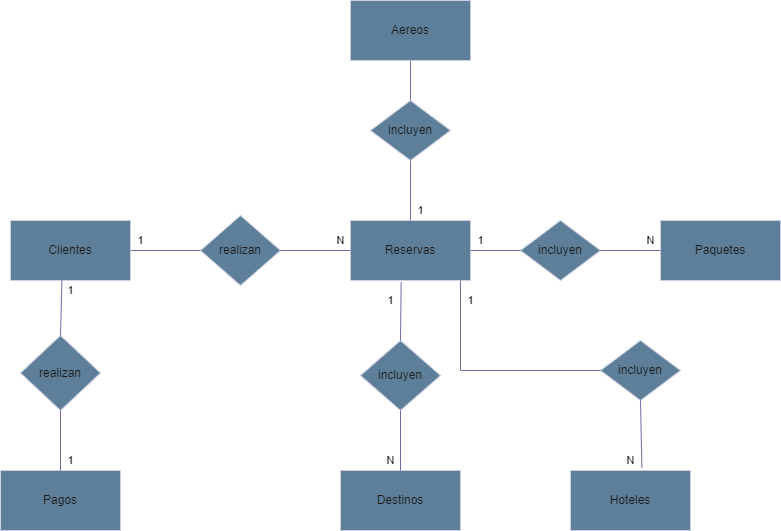 Aereos
incluyen
1
Clientes
1
realizan
N
Reservas
1
incluyen
N
Paquetes
1
1
1
realizan
incluyen
incluyen
1
N
N
Pagos
Destinos
Hoteles